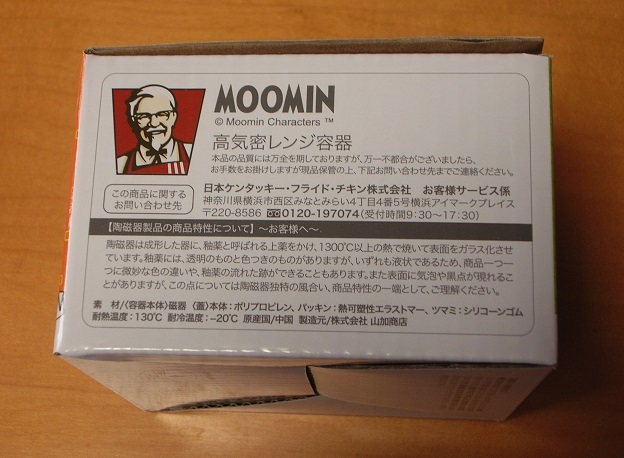 MOOMIN
© Moomin Characters ™
高気密レンジ容器
本品の品質には万全を期しておりますが、万一不都合がございましたら、
お手数をお掛けしますが現品保管の上、下記お問い合わせ先までご連絡ください。
この商品に関する
お問い合わせ先
日本ケンタッキー・フライド・チキン株式会社 お客様サービス係
神奈川県横浜市西区みなとみらい4丁目4番5号横浜アイマークプレイス
〒220-8586 0120-197074(受付時間9:30~17:30)
【陶磁器製品の商品特性について】~お客様へ~
陶磁器は成形した器に、釉薬と呼ばれる上薬をかけ、1300℃以上の熱で焼いて表面をガラス化させ
ています。釉薬には、透明のものと色つきのものがありますが、いずれも液状であるため、商品一つ一
つに微妙な色の違いや、釉薬の流れた跡ができることもあります。また表面に気泡や黒点が現れるこ
とがありますが、この点については陶磁器独特の風合い、商品特性の一端として、ご理解ください。
素 材/〈容器本体〉磁器 〈蓋〉本体:ポリプロピレン、パッキン:熱可塑性エラストマー、ツマミ:シリコーンゴム
耐熱温度:130℃ 耐冷温度:-20℃ 原産国/中国 製造元/株式会社 山加商店